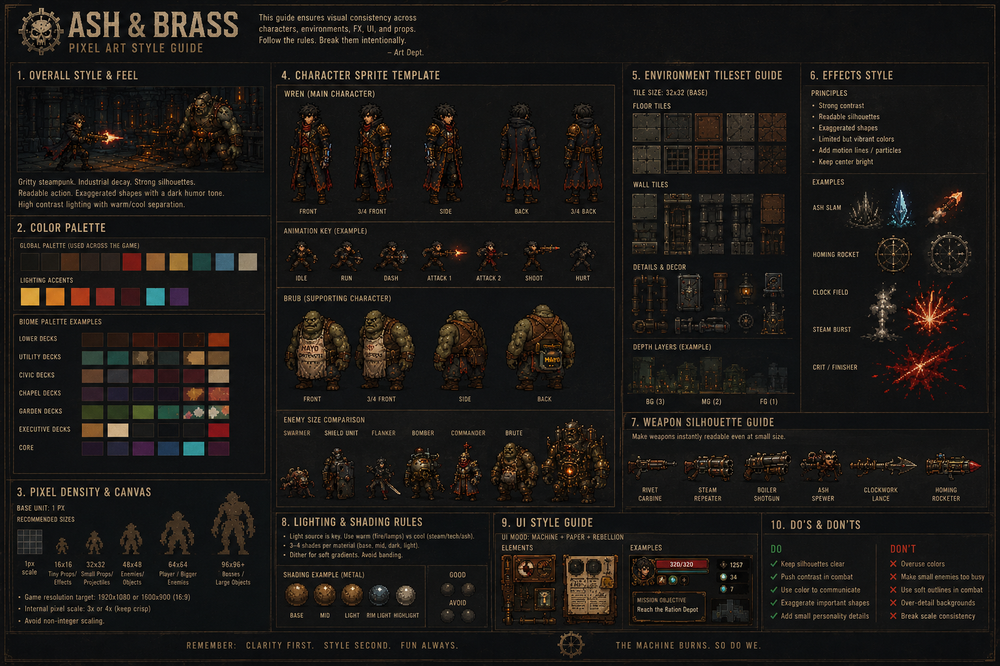 ASH & BRASS
PIXEL ART STYLE GUIDE
This guide ensures visual consistency across
characters, environments, FX, UI, and props.
Follow the rules. Break them intentionally.
– Art Dept.
1. OVERALL STYLE & FEEL
Gritty steampunk. Industrial decay. Strong silhouettes.
Readable action. Exaggerated shapes with a dark humor tone.
High contrast lighting with warm/cool separation.
2. COLOR PALETTE
GLOBAL PALETTE (USED ACROSS THE GAME)
LIGHTING ACCENTS
BIOME PALETTE EXAMPLES
LOWER DECKS
UTILITY DECKS
CIVIC DECKS
CHAPEL DECKS
GARDEN DECKS
EXECUTIVE DECKS
CORE
3. PIXEL DENSITY & CANVAS
BASE UNIT: 1 PX
RECOMMENDED SIZES
1px scale
16x16 Tiny Props/ Effects
32x32 Small Props/ Projectiles
48x48 Enemies/ Objects
64x64 Player / Bigger Enemies
96x96+ Bosses / Large Objects
• Game resolution target: 1920x1080 or 1600x900 (16:9)
• Internal pixel scale: 3x or 4x (keep crisp)
• Avoid non-integer scaling.
4. CHARACTER SPRITE TEMPLATE
WREN (MAIN CHARACTER)
FRONT 3/4 FRONT SIDE BACK 3/4 BACK
ANIMATION KEY (EXAMPLE)
IDLE RUN DASH ATTACK 1 ATTACK 2 SHOOT HURT
BRUB (SUPPORTING CHARACTER)
MAYO
MAYO
FRONT 3/4 FRONT SIDE BACK
ENEMY SIZE COMPARISON
SWARMER SHIELD UNIT FLANKER BOMBER COMMANDER BRUTE
5. ENVIRONMENT TILESET GUIDE
TILE SIZE: 32x32 (BASE)
FLOOR TILES
WALL TILES
DETAILS & DECOR
DEPTH LAYERS (EXAMPLE)
BG (3) MG (2) FG (1)
6. EFFECTS STYLE
PRINCIPLES
• Strong contrast
• Readable silhouettes
• Exaggerated shapes
• Limited but vibrant colors
• Add motion lines / particles
• Keep center bright
EXAMPLES
ASH SLAM
HOMING ROCKET
CLOCK FIELD
STEAM BURST
CRIT / FINISHER
7. WEAPON SILHOUETTE GUIDE
Make weapons instantly readable even at small size.
RIVET CARBINE
STEAM REPEATER
BOILER SHOTGUN
ASH SPEWER
CLOCKWORK LANCE
HOMING ROCKETER
8. LIGHTING & SHADING RULES
• Light source is key. Use warm (fire/lamps) vs cool (steam/tech/ash).
• 3–4 shades per material (base, mid, dark, light).
• Dither for soft gradients. Avoid banding.
SHADING EXAMPLE (METAL)
BASE MID LIGHT RIM LIGHT HIGHLIGHT
GOOD
AVOID
9. UI STYLE GUIDE
UI MOOD: MACHINE + PAPER + REBELLION
ELEMENTS
EXAMPLES
320/320
1257
34
7
MISSION OBJECTIVE
Reach the Ration Depot
10. DO'S & DON'TS
DO
✓ Keep silhouettes clear
✓ Push contrast in combat
✓ Use color to communicate
✓ Exaggerate important shapes
✓ Add small personality details
DON'T
✕ Overuse colors
✕ Make small enemies too busy
✕ Use soft outlines in combat
✕ Over-detail backgrounds
✕ Break scale consistency
REMEMBER: CLARITY FIRST. STYLE SECOND. FUN ALWAYS.
THE MACHINE BURNS. SO DO WE.